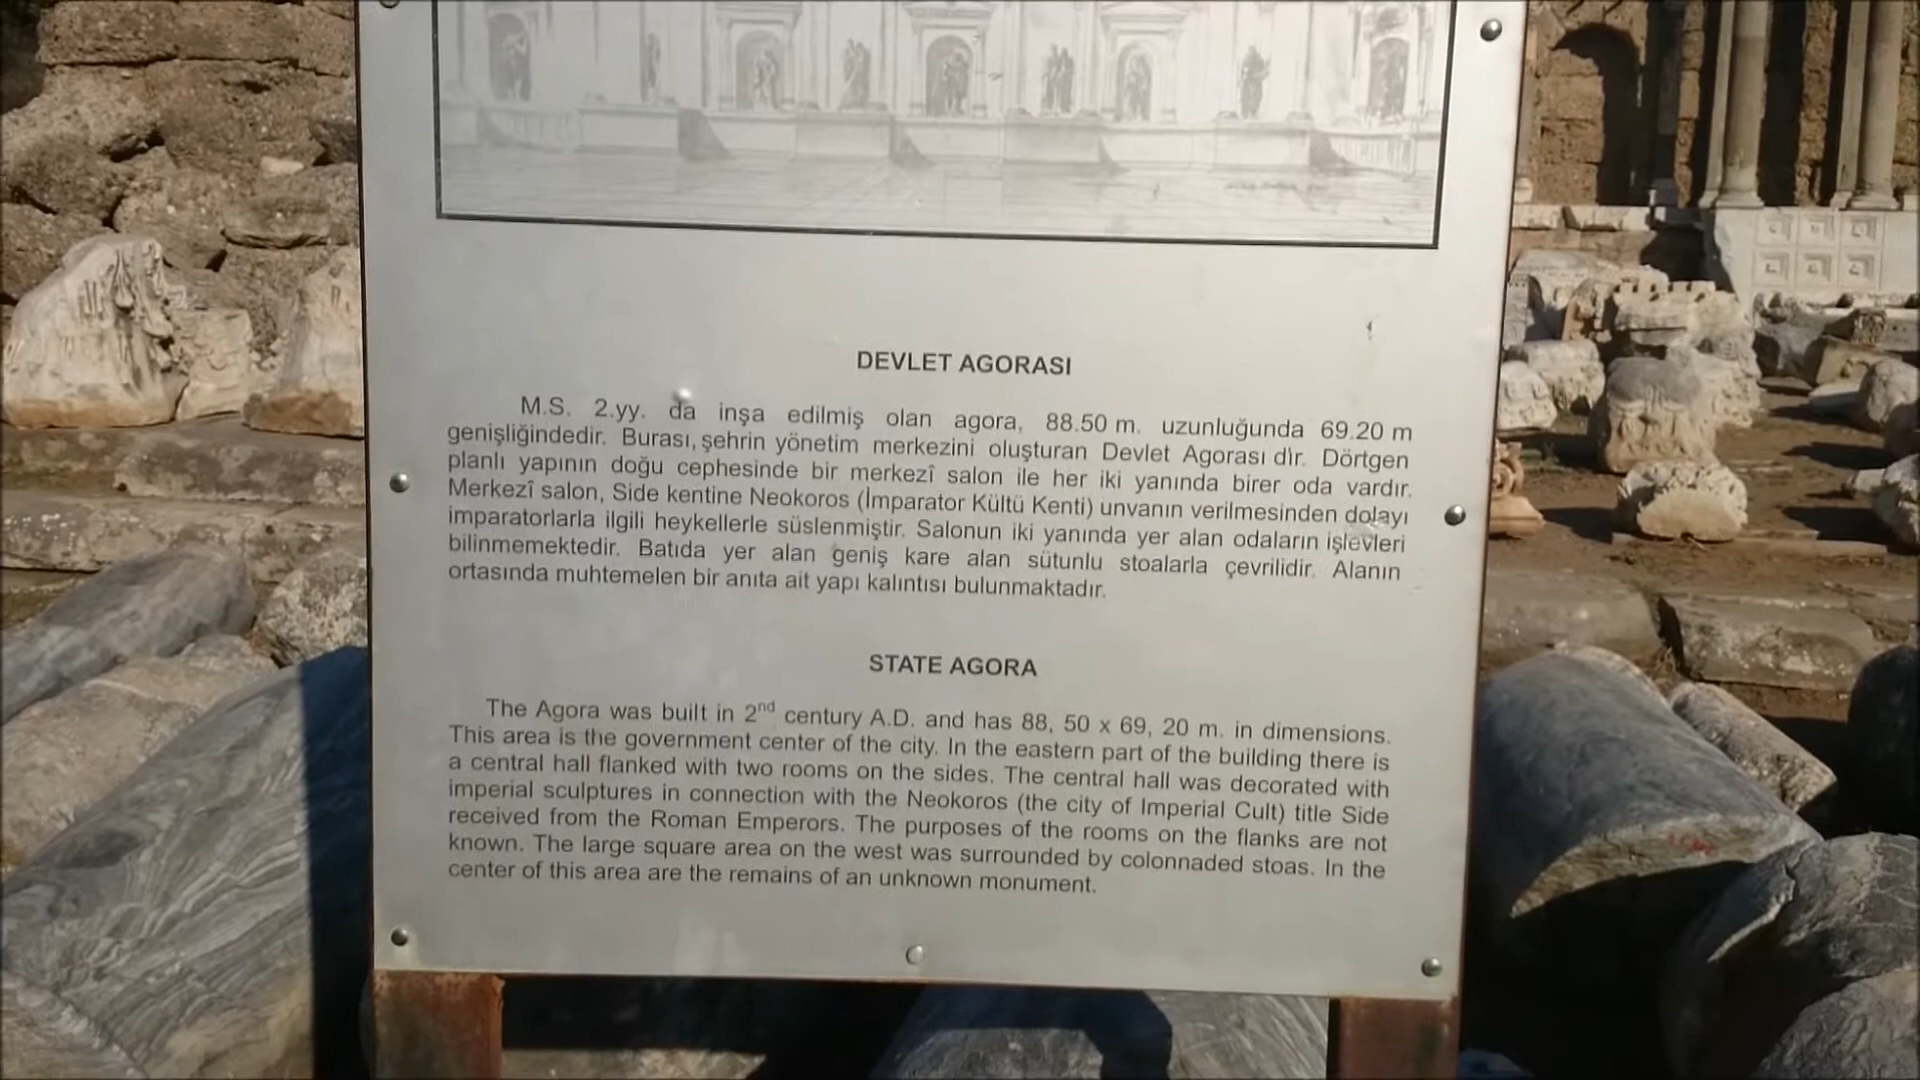 DEVLET AGORASI
M.S. 2.yy. da inşa edilmiş olan agora, 88.50 m. uzunluğunda 69.20 m
genişliğindedir. Burası, şehrin yönetim merkezini oluşturan Devlet Agorası dır. Dörtgen
planlı yapının doğu cephesinde bir merkezî salon ile her iki yanında birer oda vardır.
Merkezî salon, Side kentine Neokoros (İmparator Kültü Kenti) unvanın verilmesinden dolayı
imparatorlarla ilgili heykellerle süslenmiştir. Salonun iki yanında yer alan odaların işlevleri
bilinmemektedir. Batıda yer alan geniş kare alan sütunlu stoalarla çevrilidir. Alanın
ortasında muhtemelen bir anıta ait yapı kalıntısı bulunmaktadır.
STATE AGORA
The Agora was built in 2nd century A.D. and has 88, 50 x 69, 20 m. in dimensions.
This area is the government center of the city. In the eastern part of the building there is
a central hall flanked with two rooms on the sides. The central hall was decorated with
imperial sculptures in connection with the Neokoros (the city of Imperial Cult) title Side
received from the Roman Emperors. The purposes of the rooms on the flanks are not
known. The large square area on the west was surrounded by colonnaded stoas. In the
center of this area are the remains of an unknown monument.